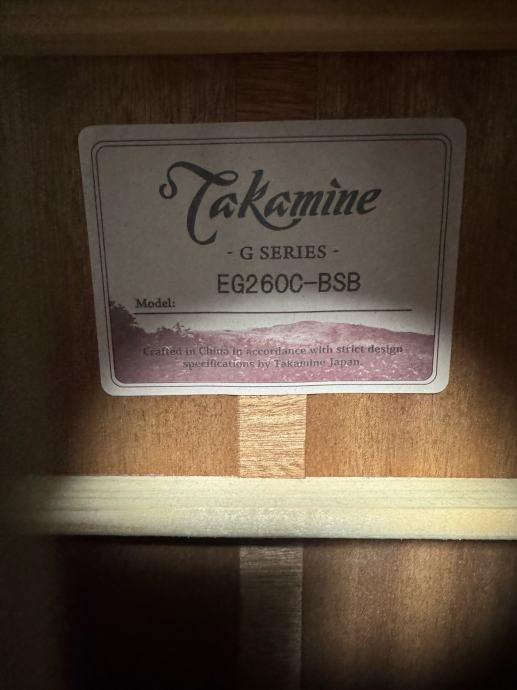 Takamine
- G SERIES -
EG260C-BSB
Model:
Crafted in China in accordance with strict design
specifications by Takamine Japan.